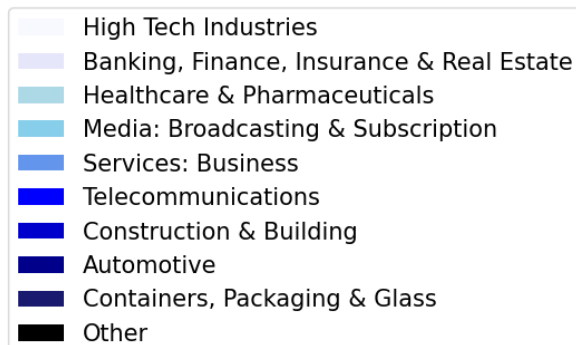 High Tech Industries
Banking, Finance, Insurance & Real Estate
Healthcare & Pharmaceuticals
Media: Broadcasting & Subscription
Services: Business
Telecommunications
Construction & Building
Automotive
Containers, Packaging & Glass
Other